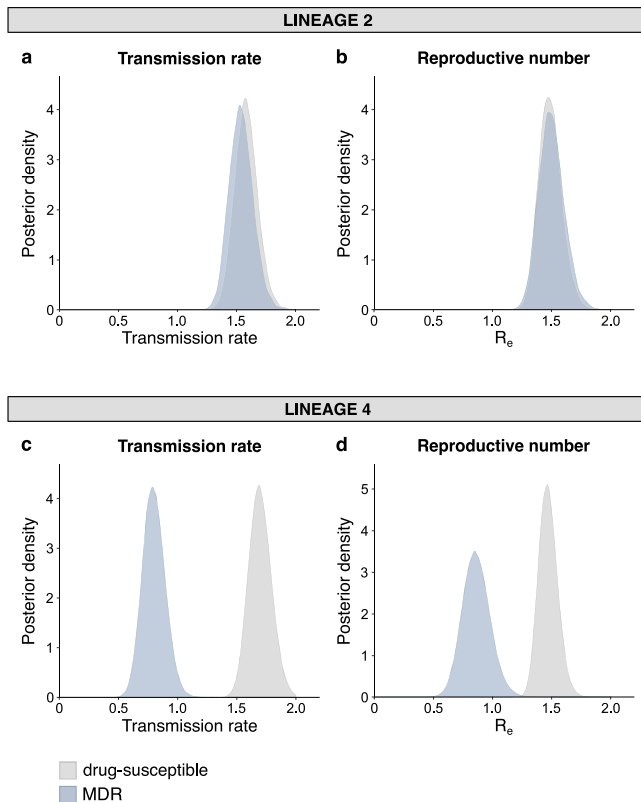 LINEAGE 2
a Transmission rate
Posterior density
4
3
2
1
0
0 0.5 1.0 1.5 2.0
Transmission rate
b Reproductive number
Posterior density
4
3
2
1
0
0 0.5 1.0 1.5 2.0
Re
LINEAGE 4
c Transmission rate
Posterior density
4
3
2
1
0
0 0.5 1.0 1.5 2.0
Transmission rate
d Reproductive number
Posterior density
5
4
3
2
1
0
0 0.5 1.0 1.5 2.0
Re
drug-susceptible
MDR